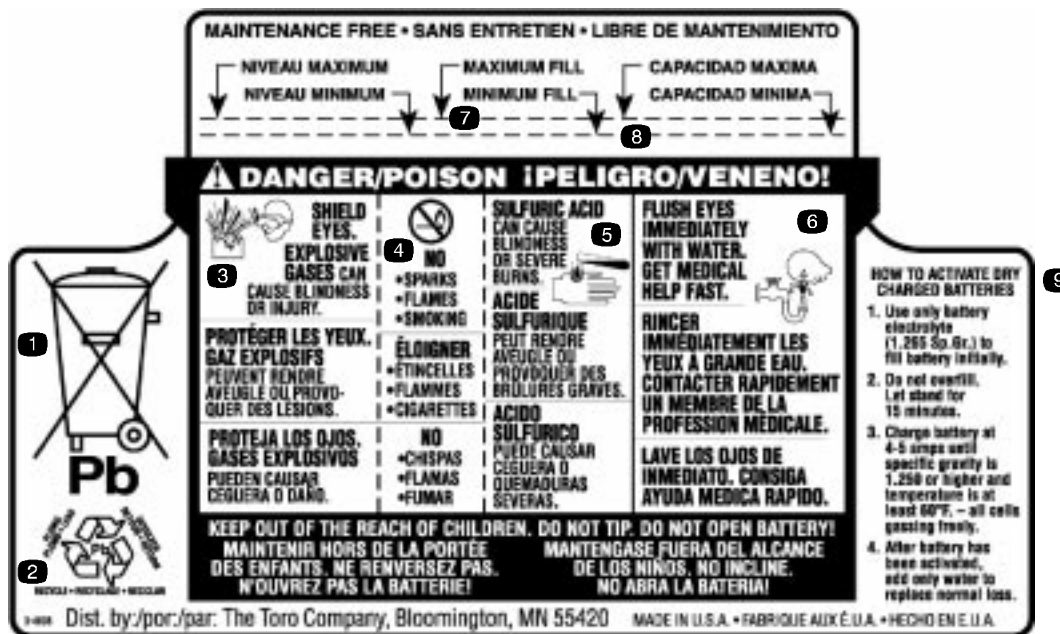 MAINTENANCE FREE • SANS ENTRETIEN • LIBRE DE MANTENIMIENTO
NIVEAU MAXIMUM
MAXIMUM FILL
CAPACIDAD MAXIMA
NIVEAU MINIMUM
MINIMUM FILL
CAPACIDAD MINIMA
7
8
DANGER/POISON ¡PELIGRO/VENENO!
3
SHIELD
EYES.
EXPLOSIVE
GASES CAN
CAUSE BLINDNESS
OR INJURY.
PROTÉGER LES YEUX.
GAZ EXPLOSIFS
PEUVENT RENDRE
AVEUGLE OU PROVO-
QUER DES LESIONS.
PROTEJA LOS OJOS.
GASES EXPLOSIVOS
PUEDEN CAUSAR
CEGUERA O DAÑO.
4
NO
•SPARKS
•FLAMES
•SMOKING
ÉLOIGNER
•ÉTINCELLES
•FLAMMES
•CIGARETTES
NO
•CHISPAS
•FLAMAS
•FUMAR
SULFURIC ACID
CAN CAUSE
BLINDNESS
OR SEVERE
BURNS.
5
ACIDE
SULFURIQUE
PEUT RENDRE
AVEUGLE OU
PROVOQUER DES
BRÛLURES GRAVES.
ACIDO
SULFURICO
PUEDE CAUSAR
CEGUERA O
QUEMADURAS
SEVERAS.
FLUSH EYES
IMMEDIATELY
WITH WATER.
GET MEDICAL
HELP FAST.
6
RINCER
IMMÉDIATEMENT LES
YEUX À GRANDE EAU.
CONTACTER RAPIDEMENT
UN MEMBRE DE LA
PROFESSION MEDICALE.
LAVE LOS OJOS DE
INMEDIATO. CONSIGA
AYUDA MEDICA RAPIDO.
KEEP OUT OF THE REACH OF CHILDREN. DO NOT TIP. DO NOT OPEN BATTERY!
MAINTENIR HORS DE LA PORTÉE
DES ENFANTS. NE RENVERSEZ PAS.
N'OUVREZ PAS LA BATTERIE!
MANTENGASE FUERA DEL ALCANCE
DE LOS NIÑOS. NO INCLINE.
NO ABRA LA BATERIA!
1
Pb
2
RECYCLE • RECYCLAGE • RECICLAR
9
HOW TO ACTIVATE DRY
CHARGED BATTERIES
1. Use only battery
electrolyte
(1.265 Sp.Gr.) to
fill battery initially.
2. Do not overfill.
Let stand for
15 minutes.
3. Charge battery at
4-5 amps until
specific gravity is
1.250 or higher and
temperature is at
least 60°F. – all cells
gassing freely.
4. After battery has
been activated,
add only water to
replace normal loss.
Dist. by:/por:/par: The Toro Company, Bloomington, MN 55420
MADE IN U.S.A. • FABRIQUE AUX É.U.A. • HECHO EN E.U.A.